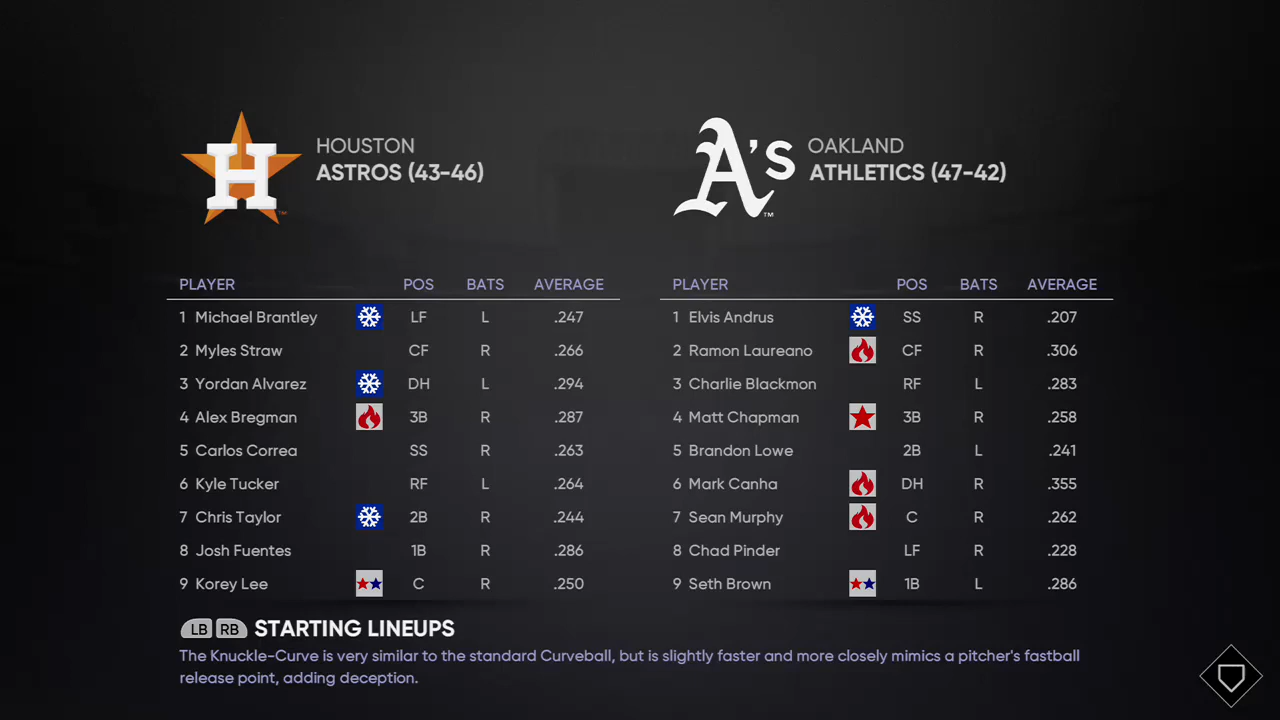 HOUSTON
ASTROS (43-46)
A's
OAKLAND
ATHLETICS (47-42)
PLAYER POS BATS AVERAGE
1 Michael Brantley LF L .247
2 Myles Straw CF R .266
3 Yordan Alvarez DH L .294
4 Alex Bregman 3B R .287
5 Carlos Correa SS R .263
6 Kyle Tucker RF L .264
7 Chris Taylor 2B R .244
8 Josh Fuentes 1B R .286
9 Korey Lee C R .250
PLAYER POS BATS AVERAGE
1 Elvis Andrus SS R .207
2 Ramon Laureano CF R .306
3 Charlie Blackmon RF L .283
4 Matt Chapman 3B R .258
5 Brandon Lowe 2B L .241
6 Mark Canha DH R .355
7 Sean Murphy C R .262
8 Chad Pinder LF R .228
9 Seth Brown 1B L .286
LB RB STARTING LINEUPS
The Knuckle-Curve is very similar to the standard Curveball, but is slightly faster and more closely mimics a pitcher's fastball
release point, adding deception.
H
TM
TM